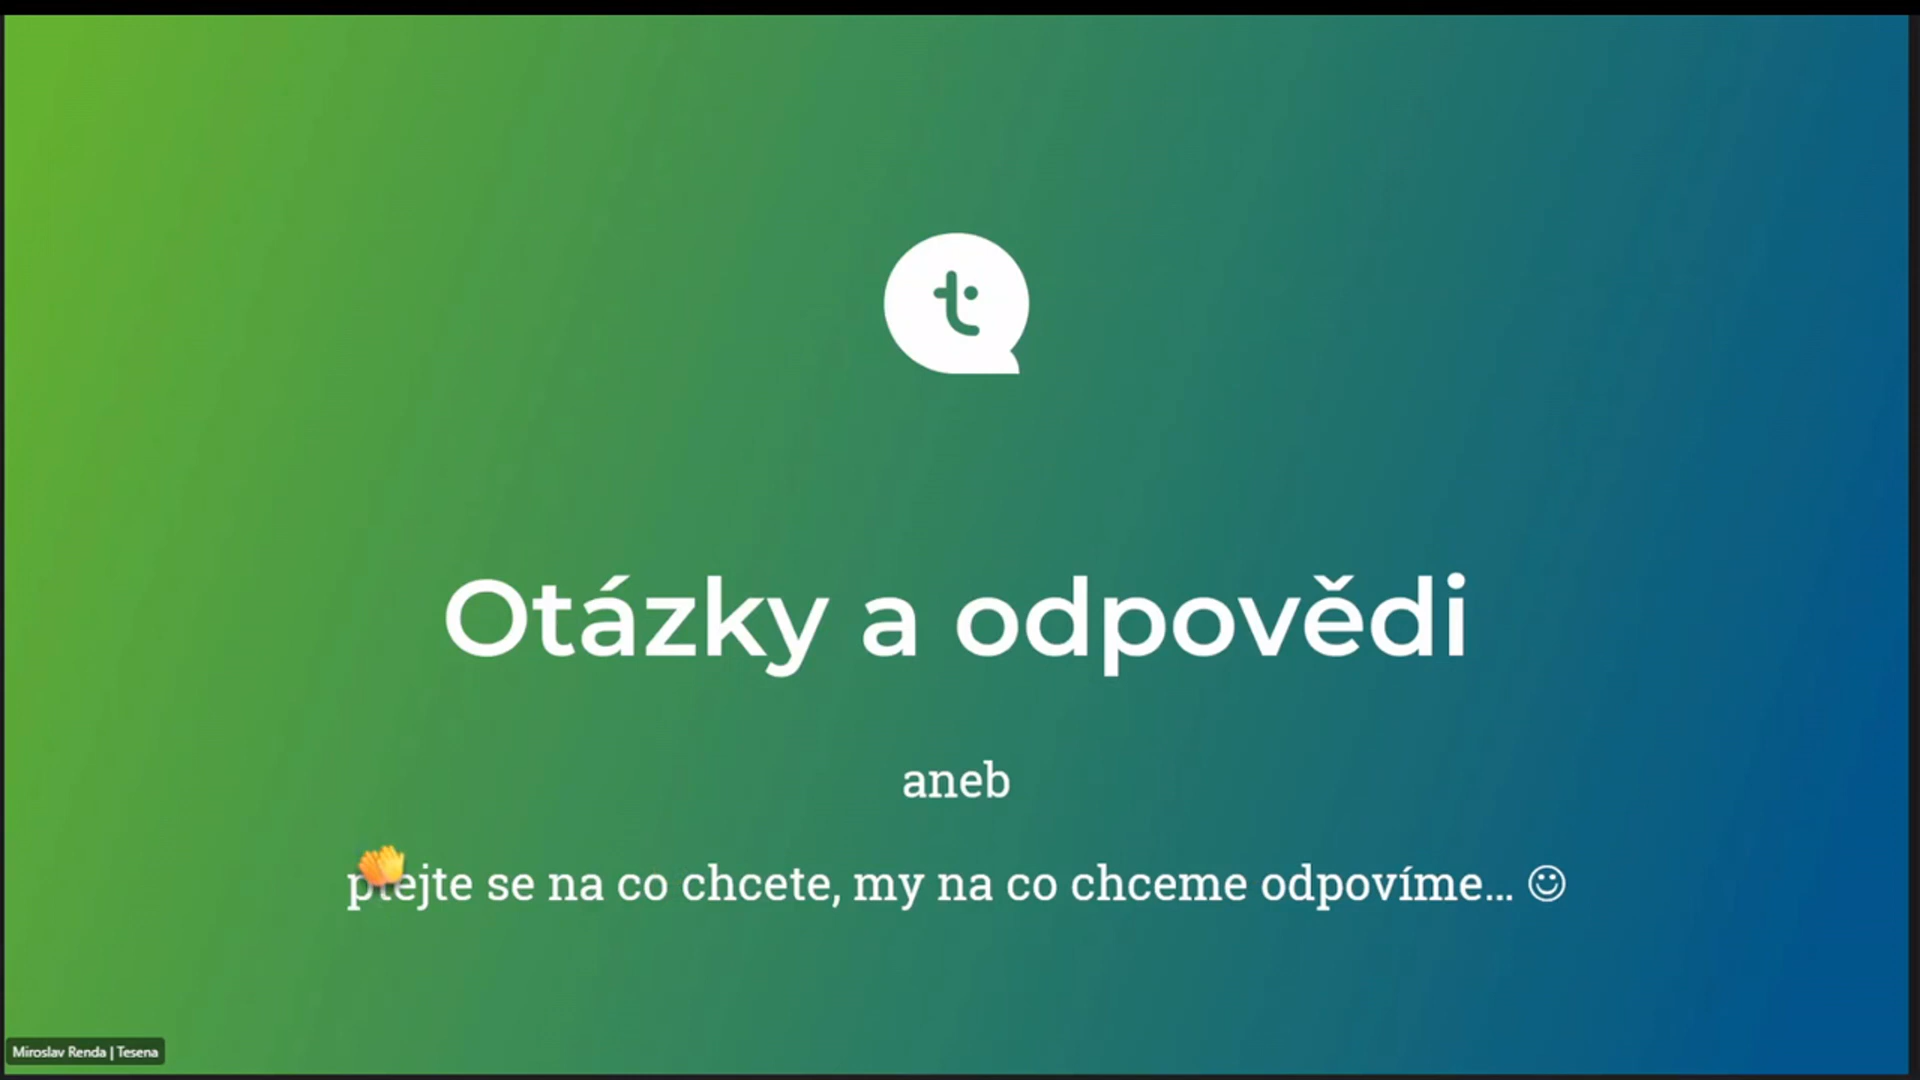 t
Otázky a odpovědi
aneb
ptejte se na co chcete, my na co chceme odpovíme... ☺
Miroslav Renda | Tesena